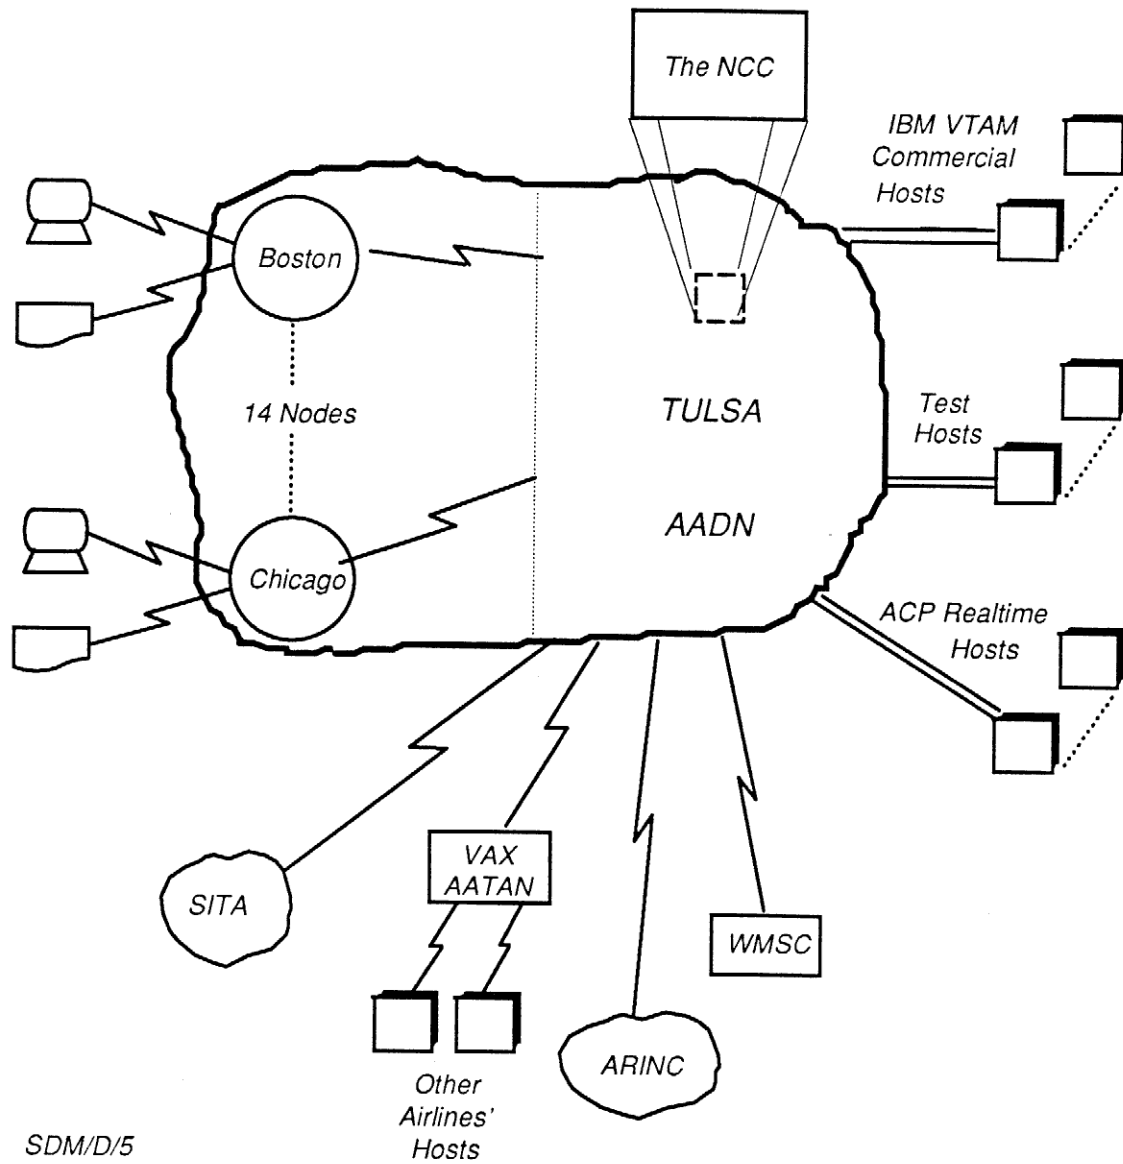 The NCC
IBM VTAM
Commercial
Hosts
Boston
14 Nodes
TULSA
Test
Hosts
AADN
Chicago
ACP Realtime
Hosts
VAX
AATAN
SITA
WMSC
ARINC
Other
Airlines'
Hosts
SDM/D/5